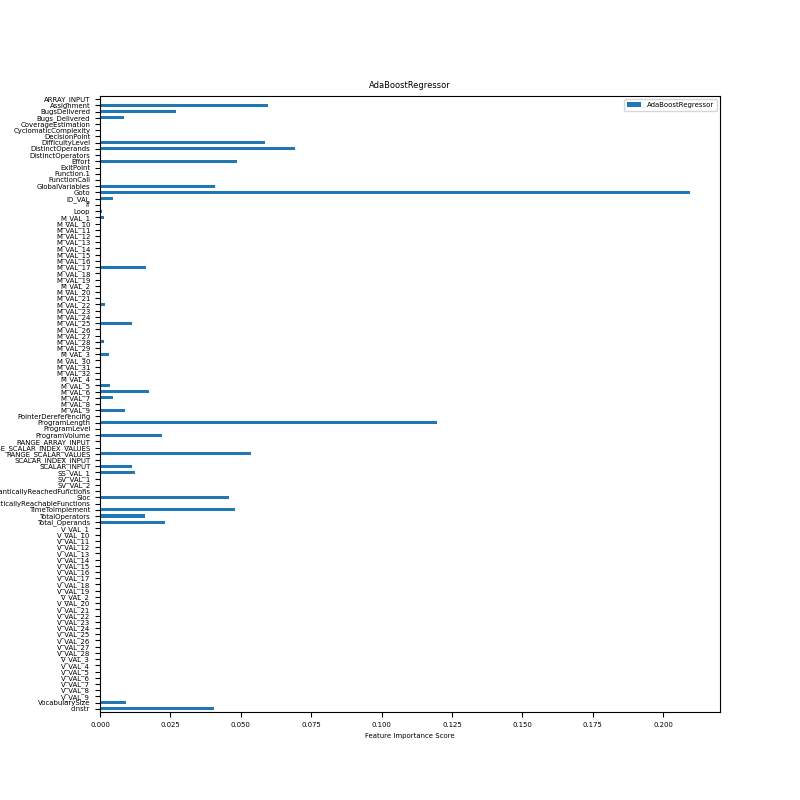 AdaBoostRegressor
AdaBoostRegressor
ARRAY_INPUT
Assignment
BugsDelivered
Bugs_Delivered
CoverageEstimation
CyclomaticComplexity
DecisionPoint
DifficultyLevel
DistinctOperands
DistinctOperators
Effort
ExitPoint
Function.1
FunctionCall
GlobalVariables
Goto
ID_VAL
If
Loop
M_VAL_1
M_VAL_10
M_VAL_11
M_VAL_12
M_VAL_13
M_VAL_14
M_VAL_15
M_VAL_16
M_VAL_17
M_VAL_18
M_VAL_19
M_VAL_2
M_VAL_20
M_VAL_21
M_VAL_22
M_VAL_23
M_VAL_24
M_VAL_25
M_VAL_26
M_VAL_27
M_VAL_28
M_VAL_29
M_VAL_3
M_VAL_30
M_VAL_31
M_VAL_32
M_VAL_4
M_VAL_5
M_VAL_6
M_VAL_7
M_VAL_8
M_VAL_9
PointerDereferencing
ProgramLength
ProgramLevel
ProgramVolume
RANGE_ARRAY_INPUT
E_SCALAR_INDEX_VALUES
RANGE_SCALAR_VALUES
SCALAR_INDEX_INPUT
SCALAR_INPUT
SS_VAL_1
SV_VAL_1
SV_VAL_2
anticallyReachedFunctions
Sloc
ticallyReachableFunctions
TimeToImplement
TotalOperators
Total_Operands
V_VAL_1
V_VAL_10
V_VAL_11
V_VAL_12
V_VAL_13
V_VAL_14
V_VAL_15
V_VAL_16
V_VAL_17
V_VAL_18
V_VAL_19
V_VAL_2
V_VAL_20
V_VAL_21
V_VAL_22
V_VAL_23
V_VAL_24
V_VAL_25
V_VAL_26
V_VAL_27
V_VAL_28
V_VAL_3
V_VAL_4
V_VAL_5
V_VAL_6
V_VAL_7
V_VAL_8
V_VAL_9
VocabularySize
cInstr
0.000 0.025 0.050 0.075 0.100 0.125 0.150 0.175 0.200
Feature Importance Score